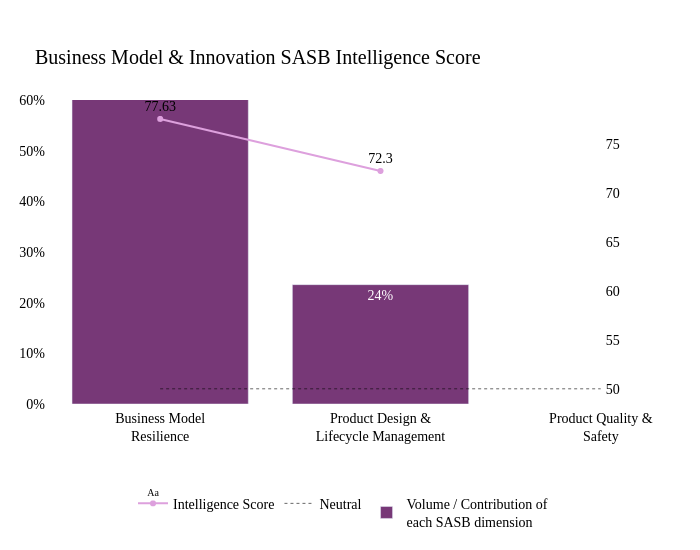 Business Model & Innovation SASB Intelligence Score
60%
50%
40%
30%
20%
10%
0%
77.63
72.3
24%
75
70
65
60
55
50
Business Model
Resilience
Product Design &
Lifecycle Management
Product Quality &
Safety
Aa
Intelligence Score
Neutral
Volume / Contribution of
each SASB dimension